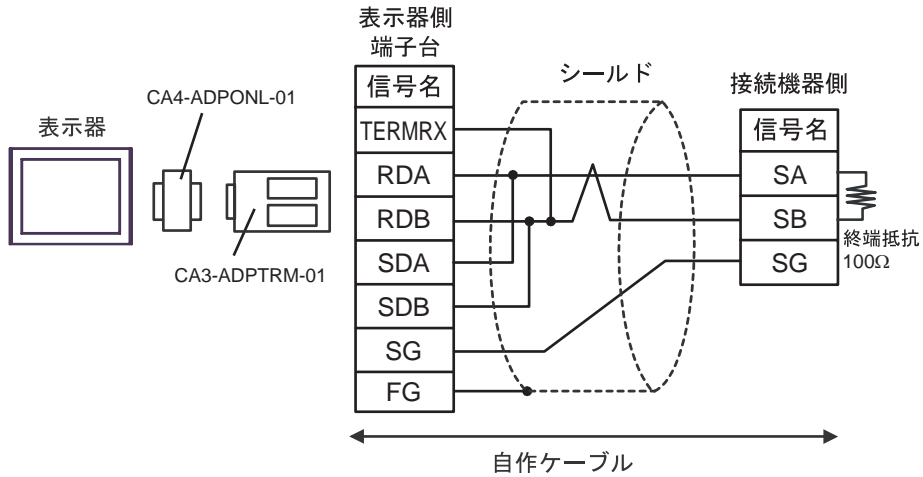 表示器
CA4-ADPONL-01
CA3-ADPTRM-01
表示器側
端子台
信号名
TERMRX
RDA
RDB
SDA
SDB
SG
FG
シールド
接続機器側
信号名
SA
SB
SG
終端抵抗
100Ω
自作ケーブル